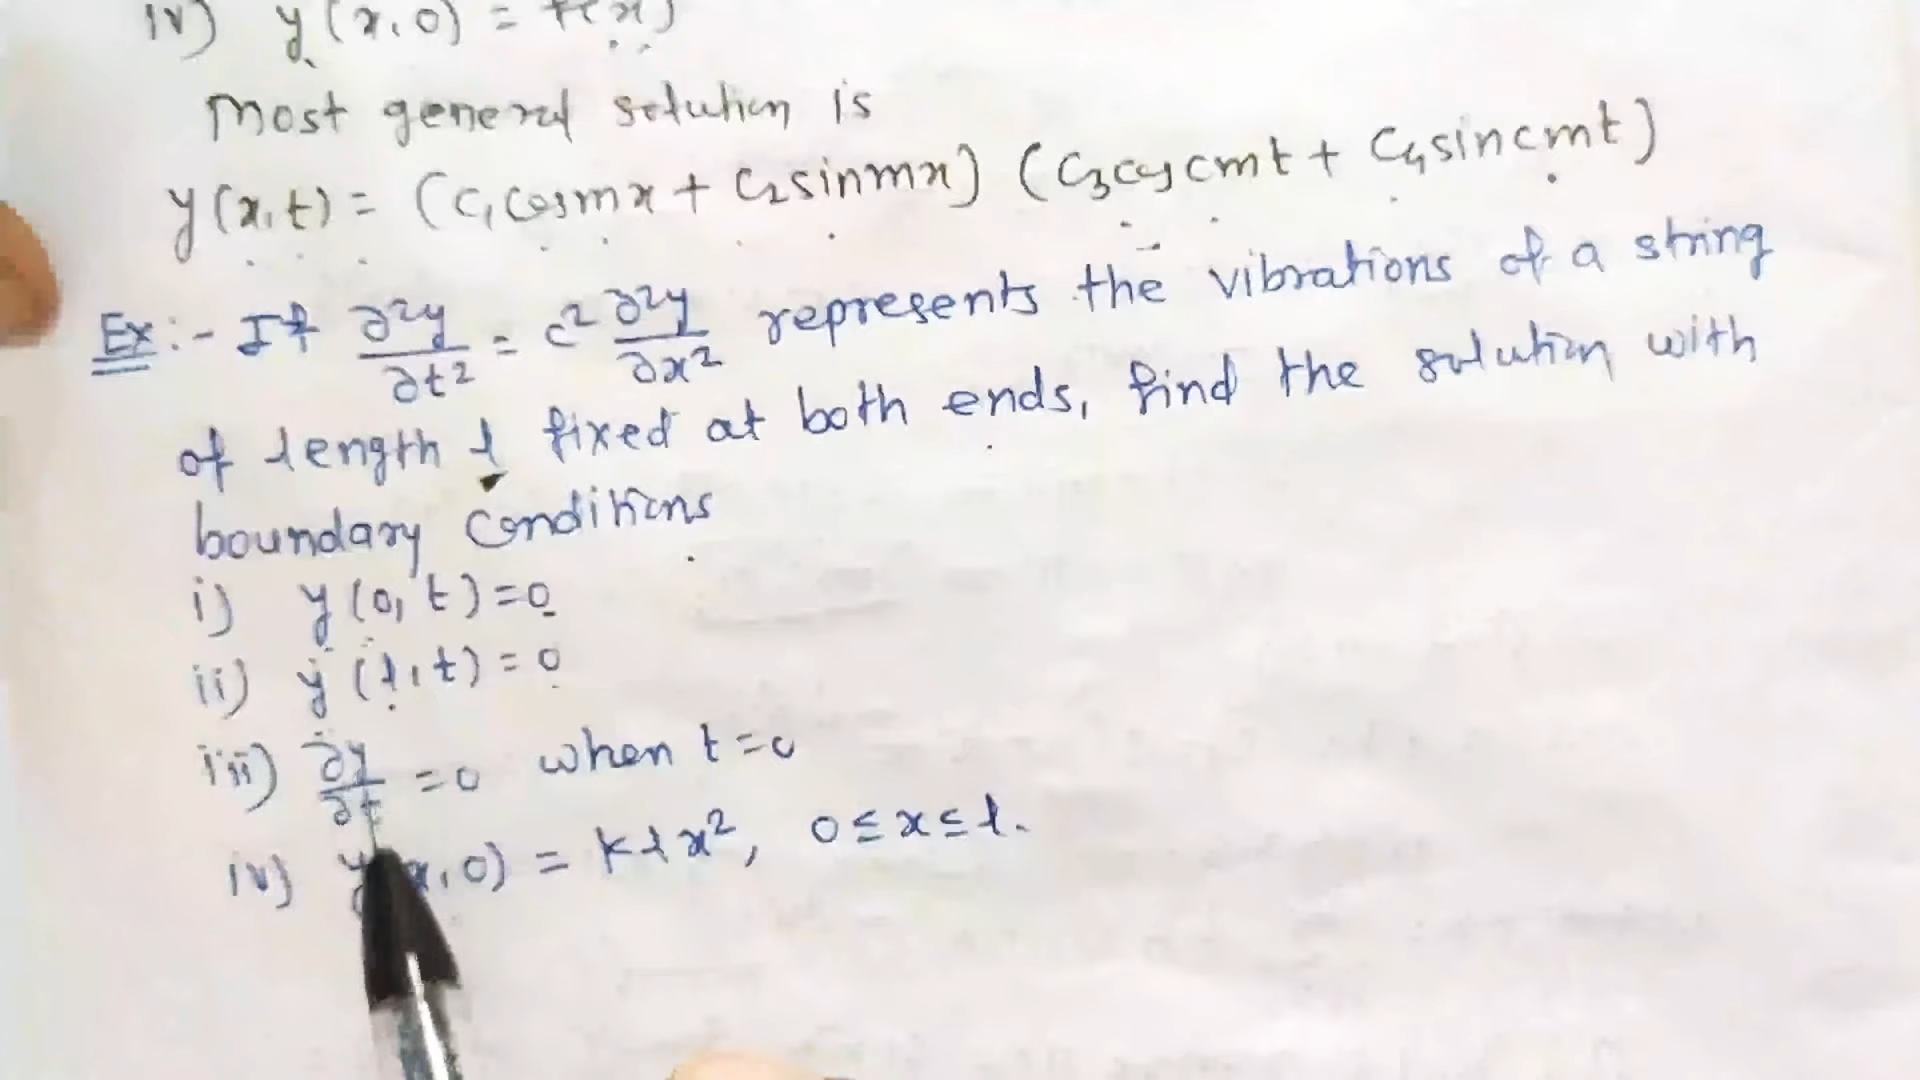 iv) y(x,0) = f(x)
Most general solution is
y(x,t) = (c₁cosmx + c₂sinmx) (c₃coscmt + c₄sincmt)
Ex:- If ∂²y/∂t² = c² ∂²y/∂x² represents the vibrations of a string
of length l fixed at both ends, find the solution with
boundary conditions
i) y(0,t)=0
ii) y(l,t)=0
iii) ∂y/∂t =0 when t=0
iv) y(x,0) = klx², 0≤x≤l.